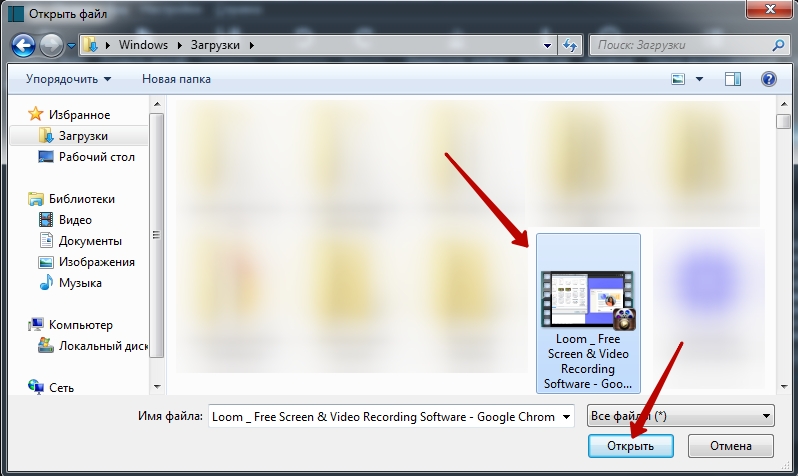 Открыть файл
Windows
Загрузки
Поиск: Загрузки
Упорядочить
Новая папка
Избранное
Загрузки
Рабочий стол
Библиотеки
Видео
Документы
Изображения
Музыка
Компьютер
Локальный диск
Сеть
Loom _ Free
Screen & Video
Recording
Software - Goo...
Имя файла:
Loom _ Free Screen & Video Recording Software - Google Chrom
Все файлы (*)
Открыть
Отмена